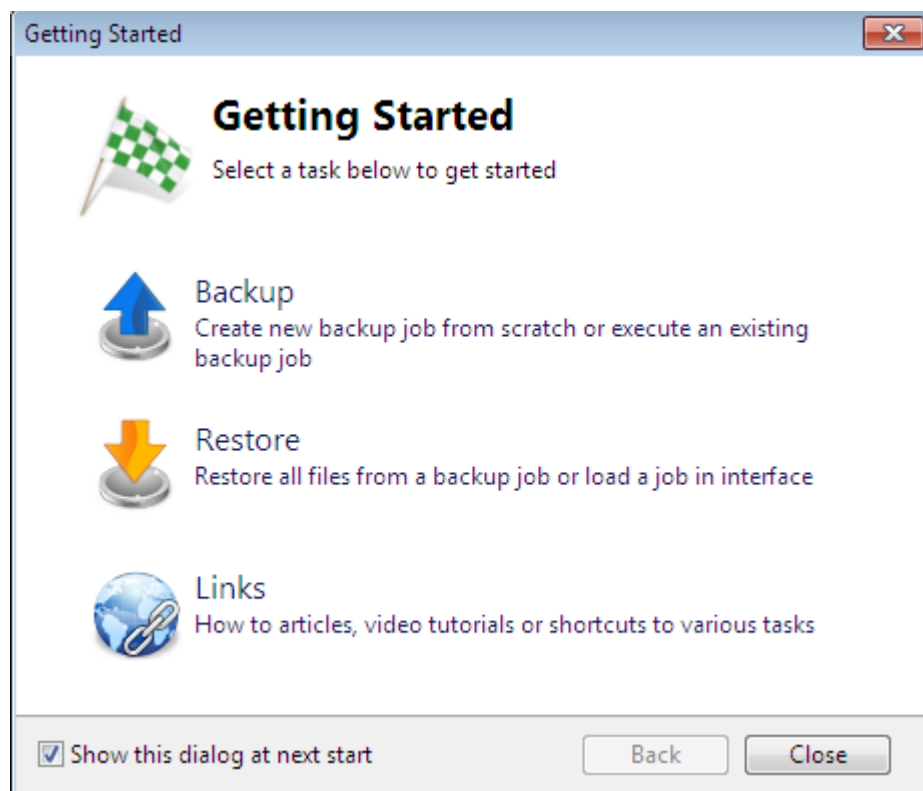 Getting Started
Getting Started
Select a task below to get started
Backup
Create new backup job from scratch or execute an existing
backup job
Restore
Restore all files from a backup job or load a job in interface
Links
How to articles, video tutorials or shortcuts to various tasks
Show this dialog at next start
Back
Close